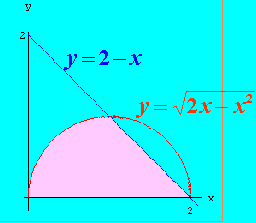 y
2
y = 2 − x
y = √(2x − x²)
2
x